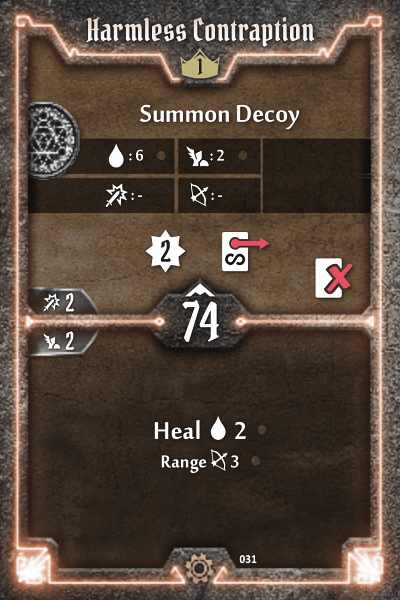 Harmless Contraption
1
Summon Decoy
: 6 : 2
: - : -
2 S
2
74
2
Heal 2
Range 3
031